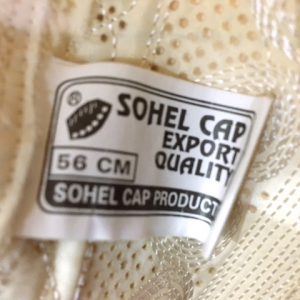 ®
SOHEL CAP
EXPORT
QUALITY
56 CM
SOHEL CAP PRODUCT